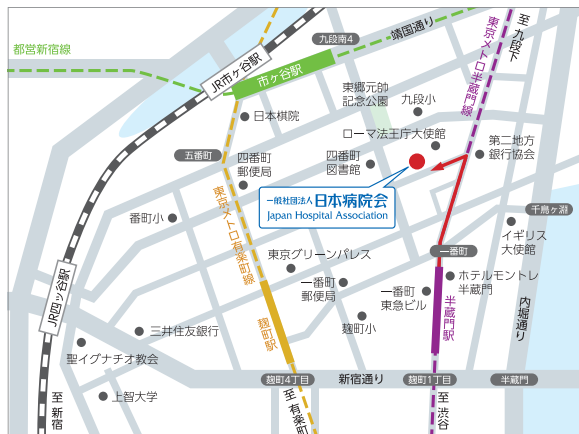 都営新宿線
JR市ヶ谷駅
市ヶ谷駅
九段南4
靖国通り
至 九段下
東京メトロ半蔵門線
東郷元帥
記念公園
九段小
日本棋院
ローマ法王庁大使館
第二地方
銀行協会
五番町
四番町
郵便局
四番町
図書館
一般社団法人 日本病院会
Japan Hospital Association
千鳥ヶ淵
番町小
東京メトロ有楽町線
イギリス
大使館
一番町
東京グリーンパレス
ホテルモントレ
半蔵門
一番町
郵便局
一番町
東急ビル
半蔵門駅
内堀通り
JR四ッ谷駅
三井住友銀行
麹町駅
麹町小
聖イグナチオ教会
麹町4丁目
新宿通り
麹町1丁目
半蔵門
上智大学
至 新宿
至 有楽町
至 渋谷